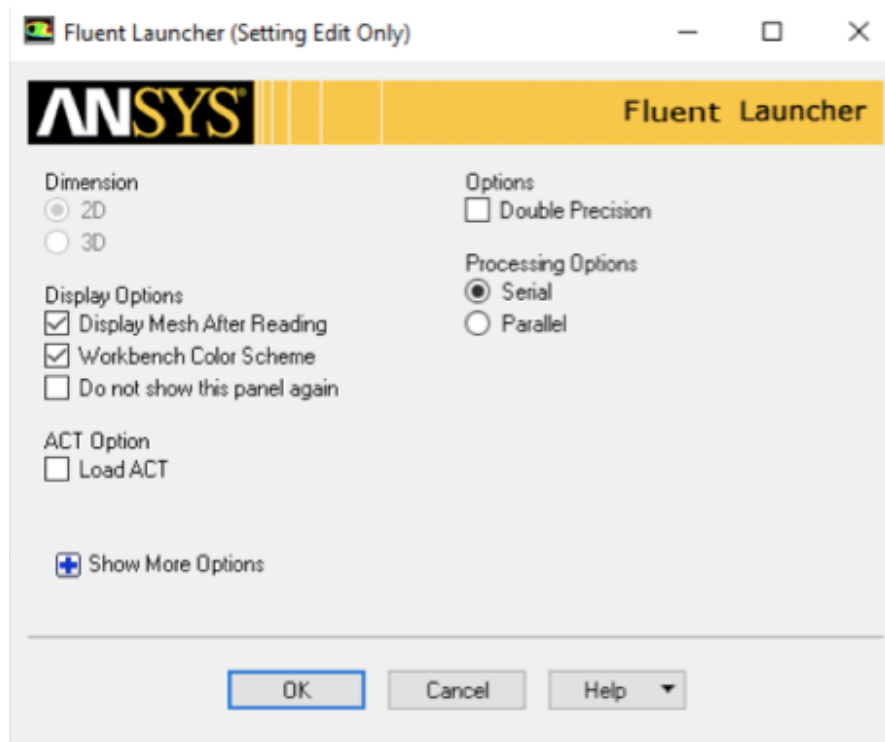 Fluent Launcher (Setting Edit Only)
ANSYS®
Fluent Launcher
Dimension
2D
3D
Display Options
Display Mesh After Reading
Workbench Color Scheme
Do not show this panel again
ACT Option
Load ACT
Show More Options
Options
Double Precision
Processing Options
Serial
Parallel
OK
Cancel
Help